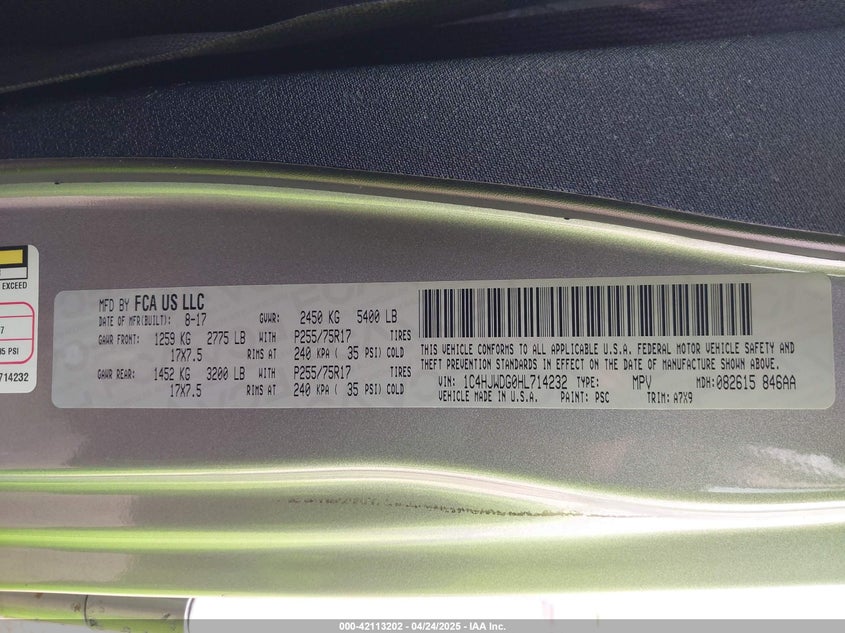 EXCEED
7
35 PSI
714232
MFD BY FCA US LLC
DATE OF MFR(BUILT): 8-17 GVWR: 2450 KG 5400 LB
GAWR FRONT: 1259 KG 2775 LB WITH P255/75R17 TIRES
17X7.5 RIMS AT 240 KPA ( 35 PSI) COLD
GAWR REAR: 1452 KG 3200 LB WITH P255/75R17 TIRES
17X7.5 RIMS AT 240 KPA ( 35 PSI) COLD
THIS VEHICLE CONFORMS TO ALL APPLICABLE U.S.A. FEDERAL MOTOR VEHICLE SAFETY AND
THEFT PREVENTION STANDARDS IN EFFECT ON THE DATE OF MANUFACTURE SHOWN ABOVE.
VIN: 1C4HJWDG0HL714232 TYPE: MPV MDH: 082615 846AA
VEHICLE MADE IN U.S.A. PAINT: PSC TRIM: A7X9
000-42113202 - 04/24/2025 - IAA Inc.